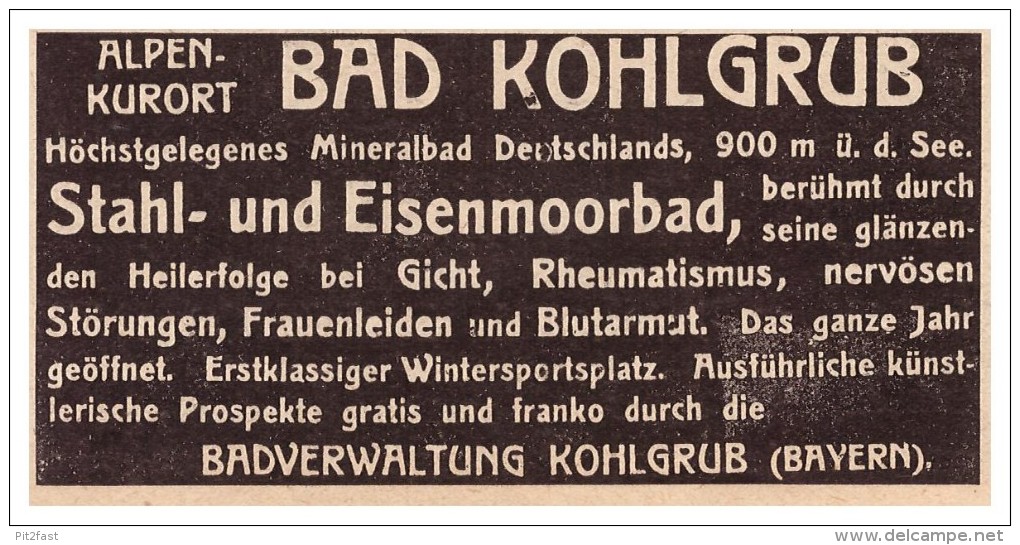 ALPEN-
KURORT
BAD KOHLGRUB
Höchstgelegenes Mineralbad Deutschlands, 900 m ü. d. See.
Stahl- und Eisenmoorbad,
berühmt durch
seine glänzen-
den Heilerfolge bei Gicht, Rheumatismus, nervösen
Störungen, Frauenleiden und Blutarmut. Das ganze Jahr
geöffnet. Erstklassiger Wintersportsplatz. Ausführliche künst-
lerische Prospekte gratis und franko durch die
BADVERWALTUNG KOHLGRUB (BAYERN).
Pit2fast
www.delcampe.net